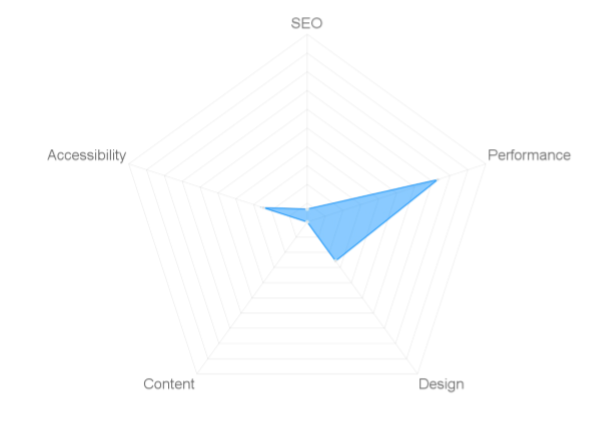 SEO
Accessibility
Performance
Content
Design